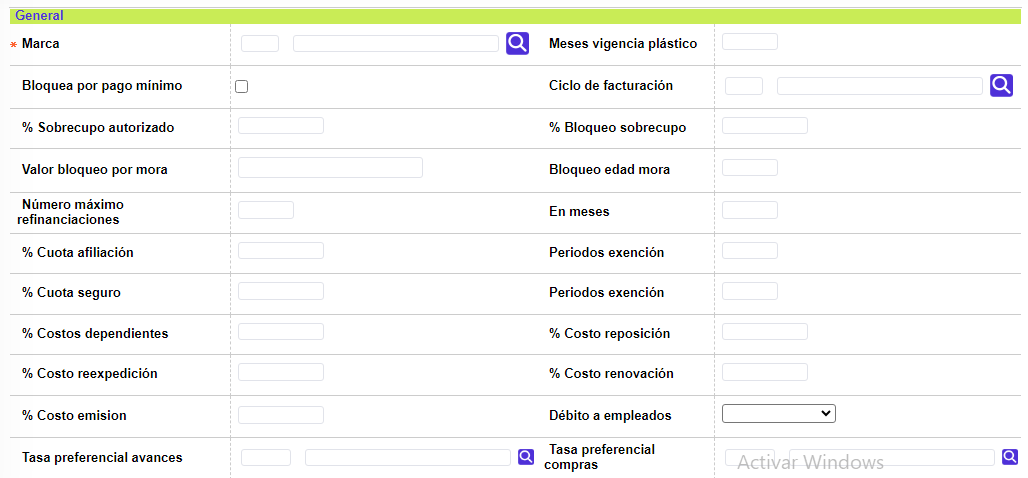 General
* Marca
Meses vigencia plástico
Bloquea por pago mínimo
Ciclo de facturación
% Sobrecupo autorizado
% Bloqueo sobrecupo
Valor bloqueo por mora
Bloqueo edad mora
Número máximo
refinanciaciones
En meses
% Cuota afiliación
Periodos exención
% Cuota seguro
Periodos exención
% Costos dependientes
% Costo reposición
% Costo reexpedición
% Costo renovación
% Costo emision
Débito a empleados
Tasa preferencial avances
Tasa preferencial
compras
Activar Windows